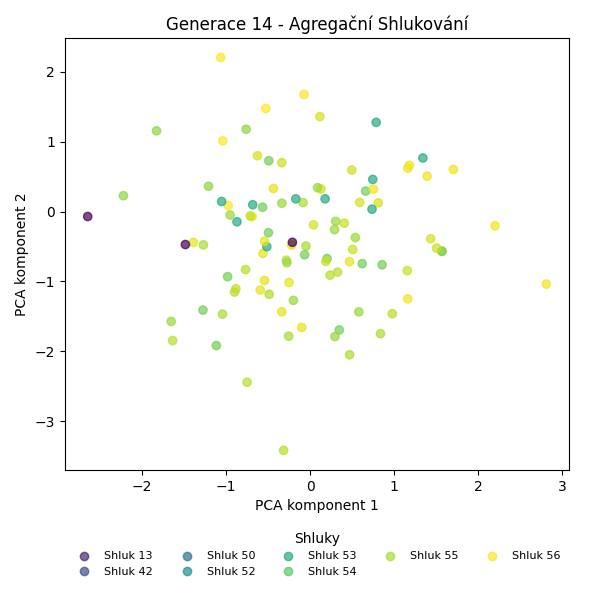 Generace 14 - Agregační Shlukování
PCA komponent 2
2
1
0
−1
−2
−3
−2
−1
0
1
2
3
PCA komponent 1
Shluky
Shluk 13
Shluk 50
Shluk 53
Shluk 55
Shluk 56
Shluk 42
Shluk 52
Shluk 54